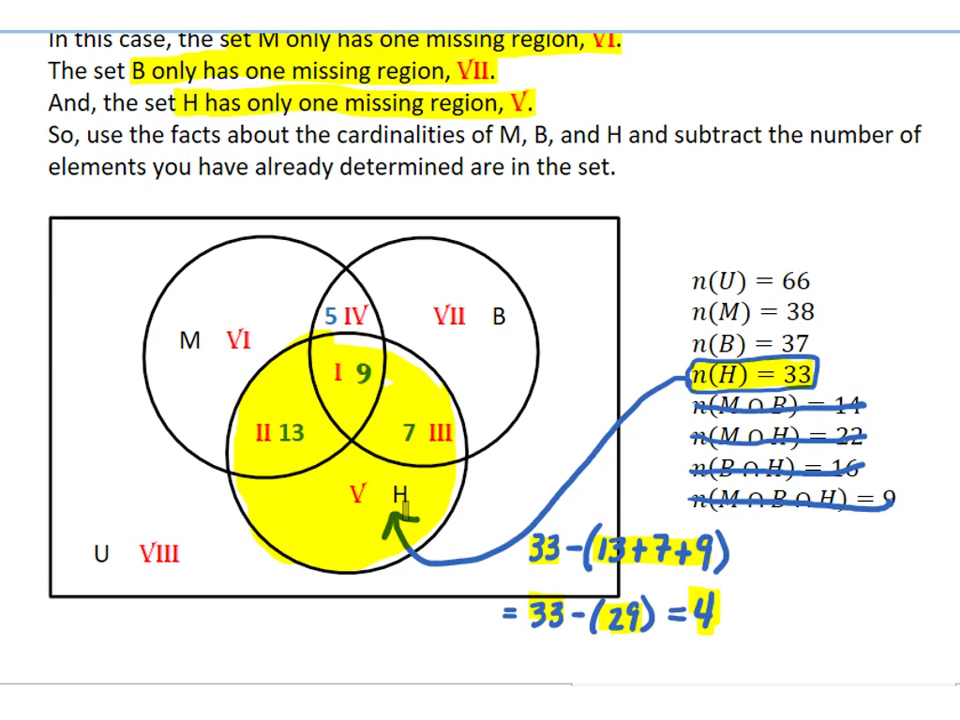 In this case, the set M only has one missing region, VI.
The set B only has one missing region, VII.
And, the set H has only one missing region, V.
So, use the facts about the cardinalities of M, B, and H and subtract the number of
elements you have already determined are in the set.
n(U) = 66
5 IV VII B n(M) = 38
M VI n(B) = 37
I 9 n(H) = 33
n(M ∩ B) = 14
II 13 7 III n(M ∩ H) = 22
n(B ∩ H) = 16
V H n(M ∩ B ∩ H) = 9
U VIII 33-(13+7+9)
= 33-(29) = 4